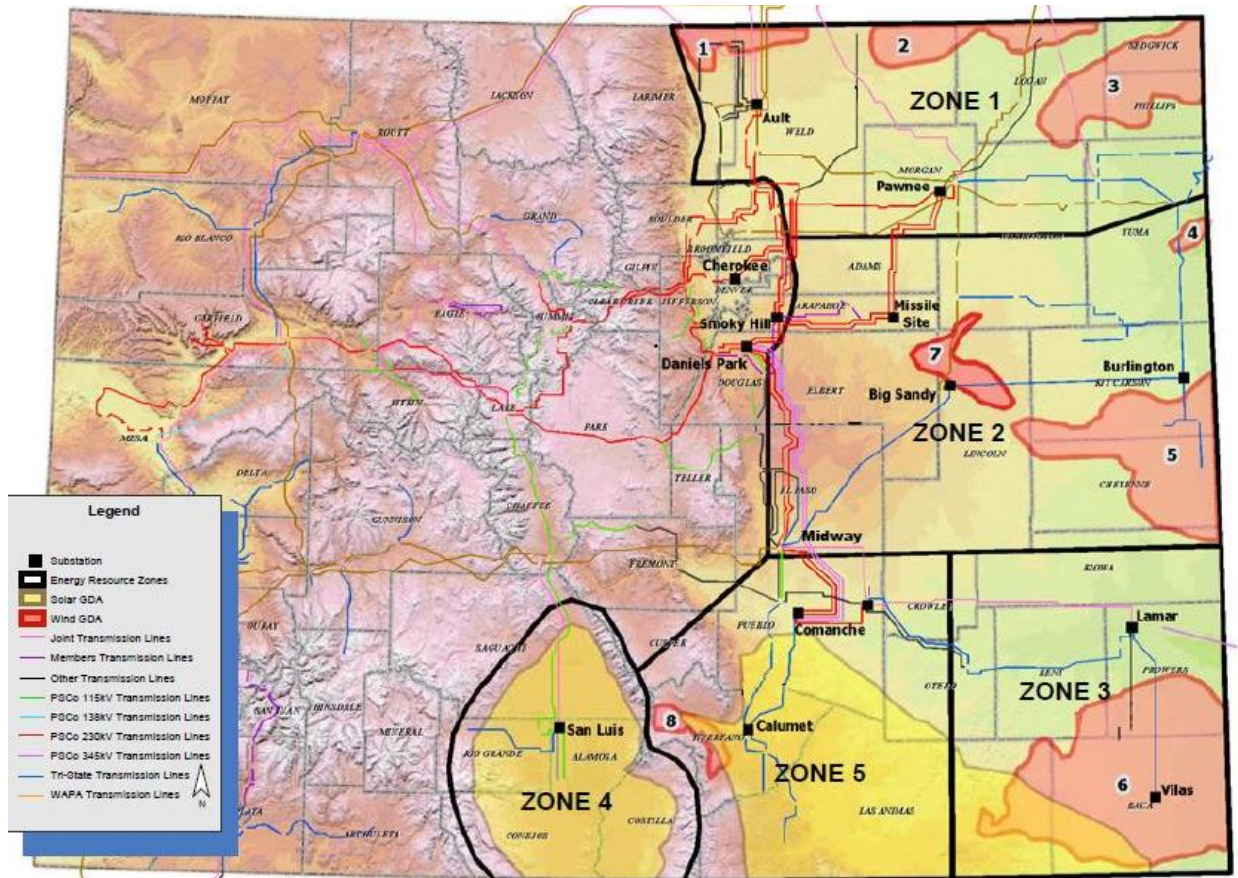 1
2
3
SEDGWICK
LOGAN
MOFFAT
JACKSON
LARIMER
ZONE 1
PHILLIPS
ROUTT
Ault
WELD
MORGAN
Pawnee
GRAND
BOULDER
RIO BLANCO
WASHINGTON
YUMA
4
BROOMFIELD
GILPIN
Cherokee
ADAMS
DENVER
CLEAR CREEK
JEFFERSON
ARAPAHOE
Missile
Site
GARFIELD
EAGLE
SUMMIT
Smoky Hill
7
Daniels Park
DOUGLAS
ELBERT
Big Sandy
Burlington
KIT CARSON
PITKIN
LAKE
PARK
MESA
ZONE 2
LINCOLN
5
DELTA
TELLER
CHEYENNE
EL PASO
CHAFFEE
GUNNISON
Midway
FREMONT
KIOWA
CROWLEY
Lamar
OURAY
PUEBLO
Comanche
SAGUACHE
CUSTER
BENT
PROWERS
OTERO
ZONE 3
SAN JUAN
HINSDALE
MINERAL
San Luis
8
HUERFANO
Calumet
RIO GRANDE
ALAMOSA
ZONE 5
6
Vilas
BACA
ZONE 4
LAS ANIMAS
COSTILLA
CONEJOS
ARCHULETA
Legend
Substation
Energy Resource Zones
Solar GDA
Wind GDA
Joint Transmission Lines
Members Transmission Lines
Other Transmission Lines
PSCo 115kV Transmission Lines
PSCo 138kV Transmission Lines
PSCo 230kV Transmission Lines
PSCo 345kV Transmission Lines
Tri-State Transmission Lines
WAPA Transmission Lines
N